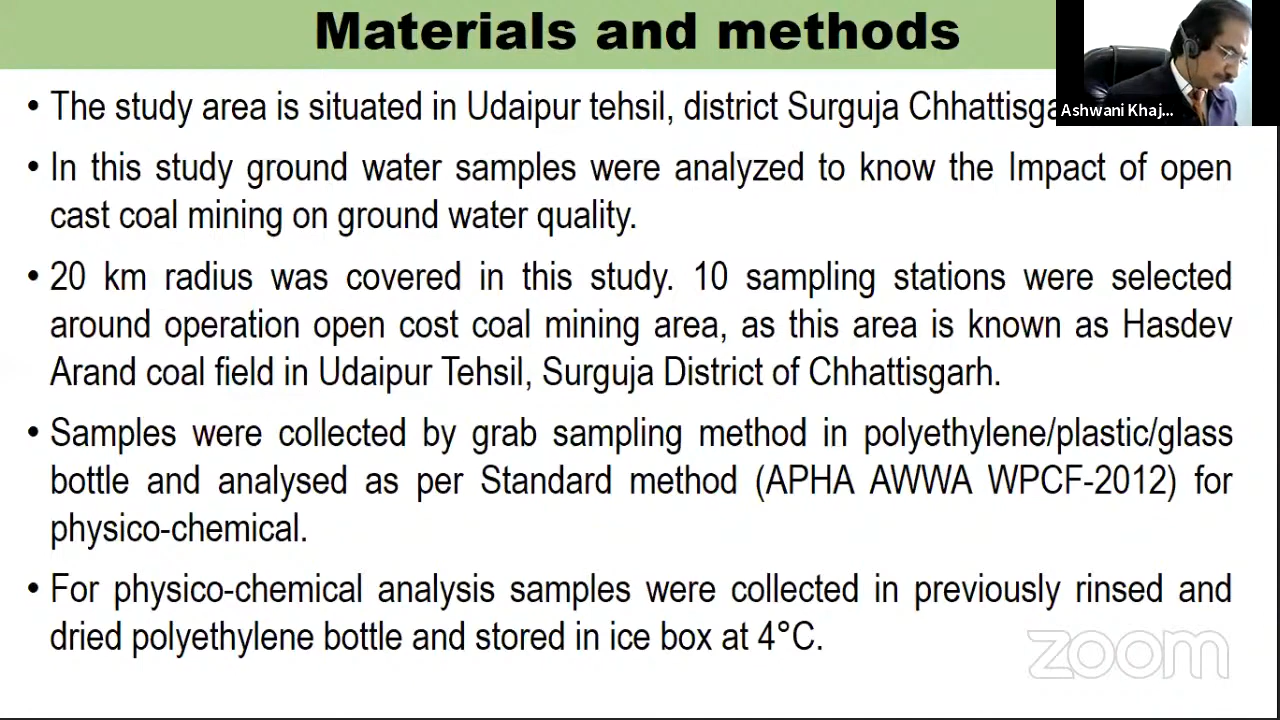 Materials and methods
Ashwani Khaj...
• The study area is situated in Udaipur tehsil, district Surguja Chhattisga
• In this study ground water samples were analyzed to know the Impact of open
cast coal mining on ground water quality.
• 20 km radius was covered in this study. 10 sampling stations were selected
around operation open cost coal mining area, as this area is known as Hasdev
Arand coal field in Udaipur Tehsil, Surguja District of Chhattisgarh.
• Samples were collected by grab sampling method in polyethylene/plastic/glass
bottle and analysed as per Standard method (APHA AWWA WPCF-2012) for
physico-chemical.
• For physico-chemical analysis samples were collected in previously rinsed and
dried polyethylene bottle and stored in ice box at 4°C.
zoom